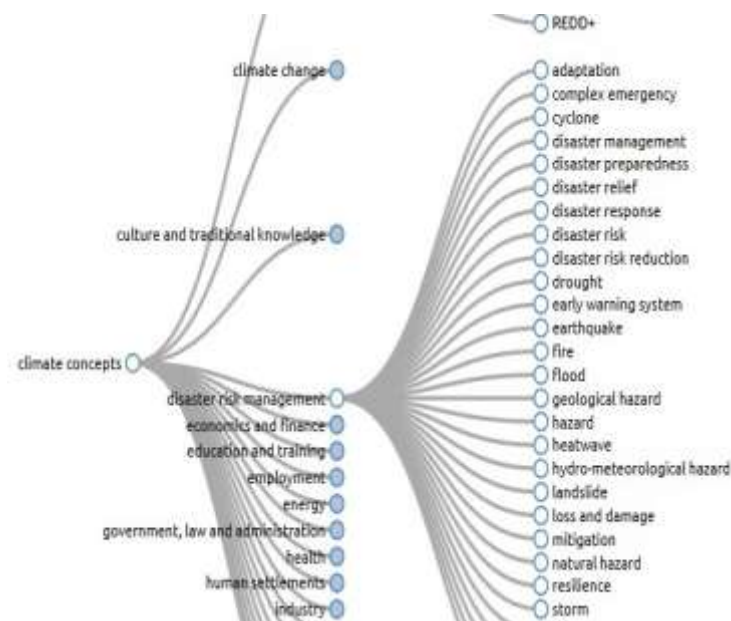 REDD+
climate change
adaptation
complex emergency
cyclone
disaster management
disaster preparedness
disaster relief
disaster response
culture and traditional knowledge
disaster risk
disaster risk reduction
drought
early warning system
earthquake
fire
climate concepts
flood
disaster risk management
geological hazard
economics and finance
hazard
education and training
heatwave
employment
hydro-meteorological hazard
energy
landslide
government, law and administration
loss and damage
health
mitigation
human settlements
natural hazard
industry
resilience
storm